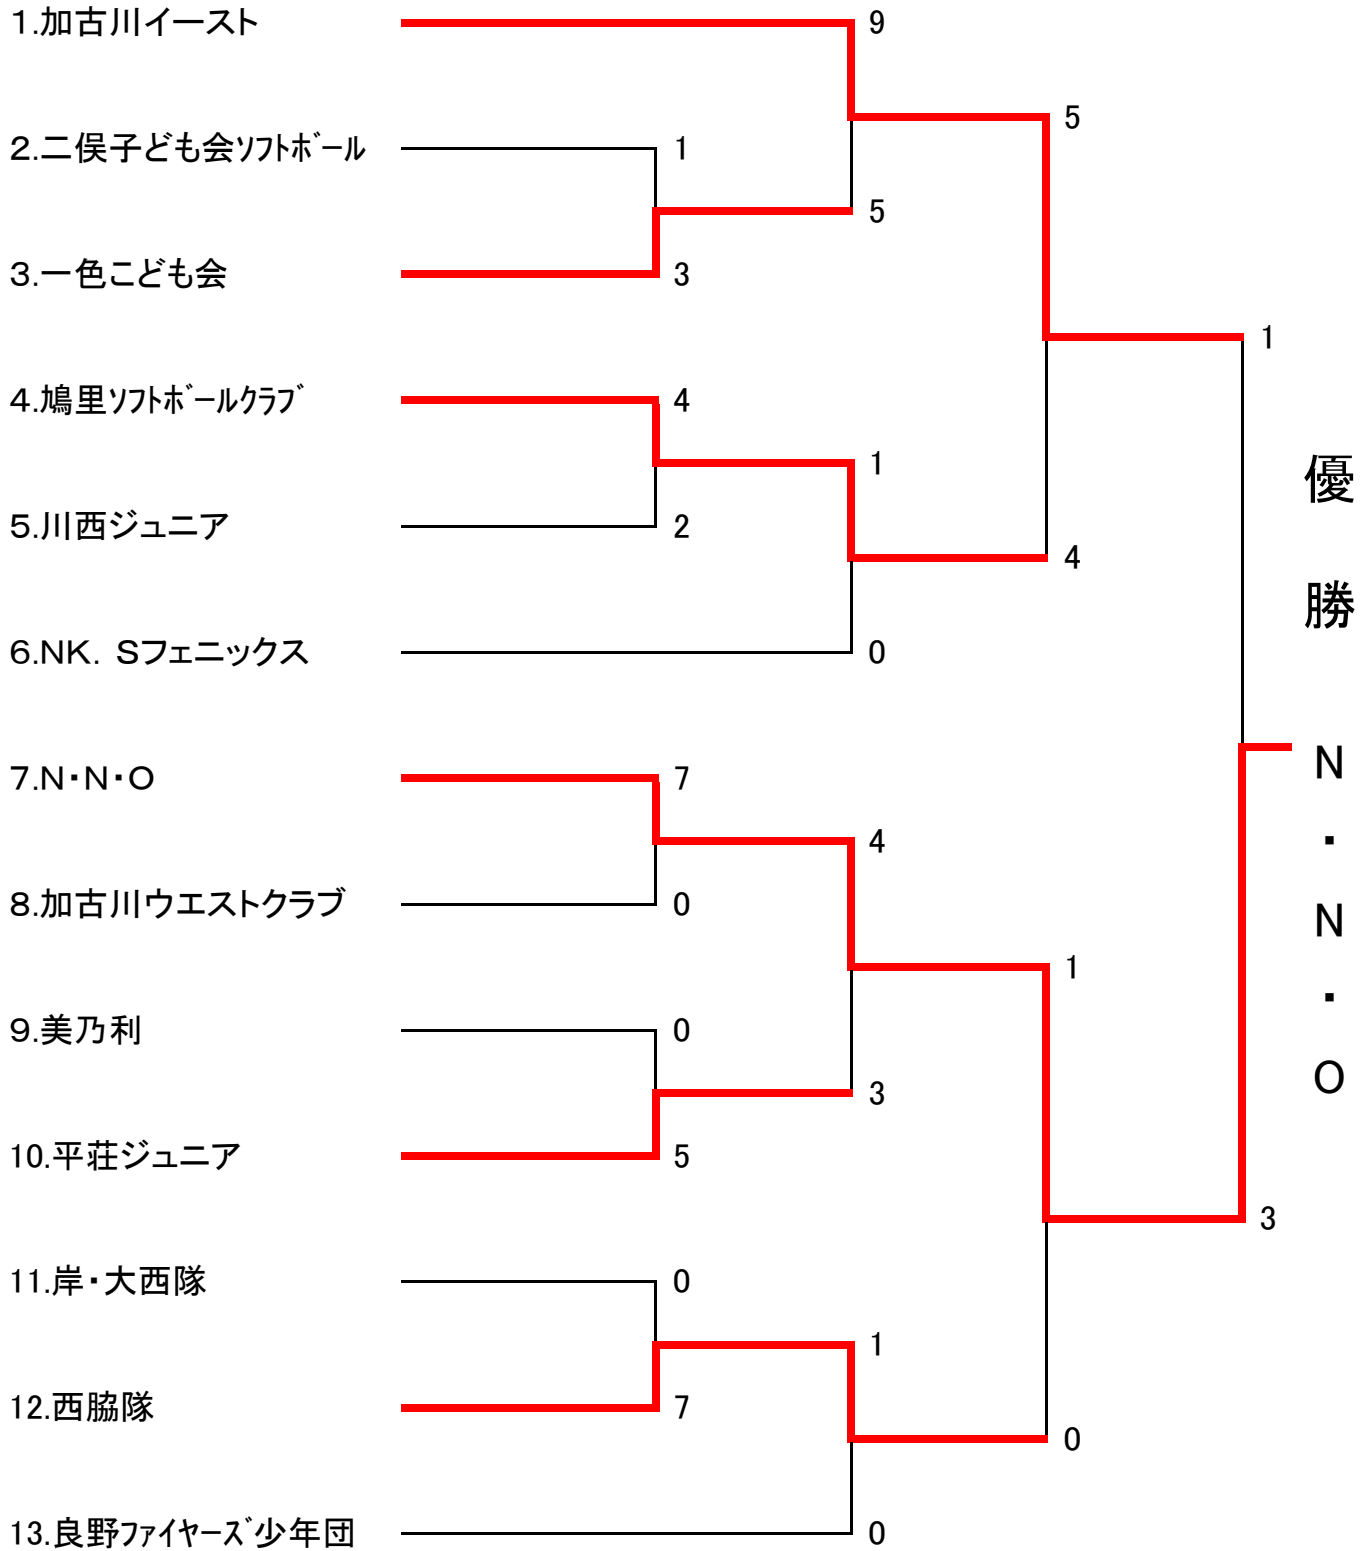 1.加古川イースト
9
5
2.二俣子ども会ソフトボール
1
5
3.一色こども会
3
1
4.鳩里ソフトボールクラブ
4
1
5.川西ジュニア
2
4
6.NK．Sフェニックス
0
7.N・N・O
7
4
8.加古川ウエストクラブ
0
1
9.美乃利
0
3
10.平荘ジュニア
5
3
11.岸・大西隊
0
1
12.西脇隊
7
0
13.良野ファイヤーズ少年団
0
優勝 N・N・O